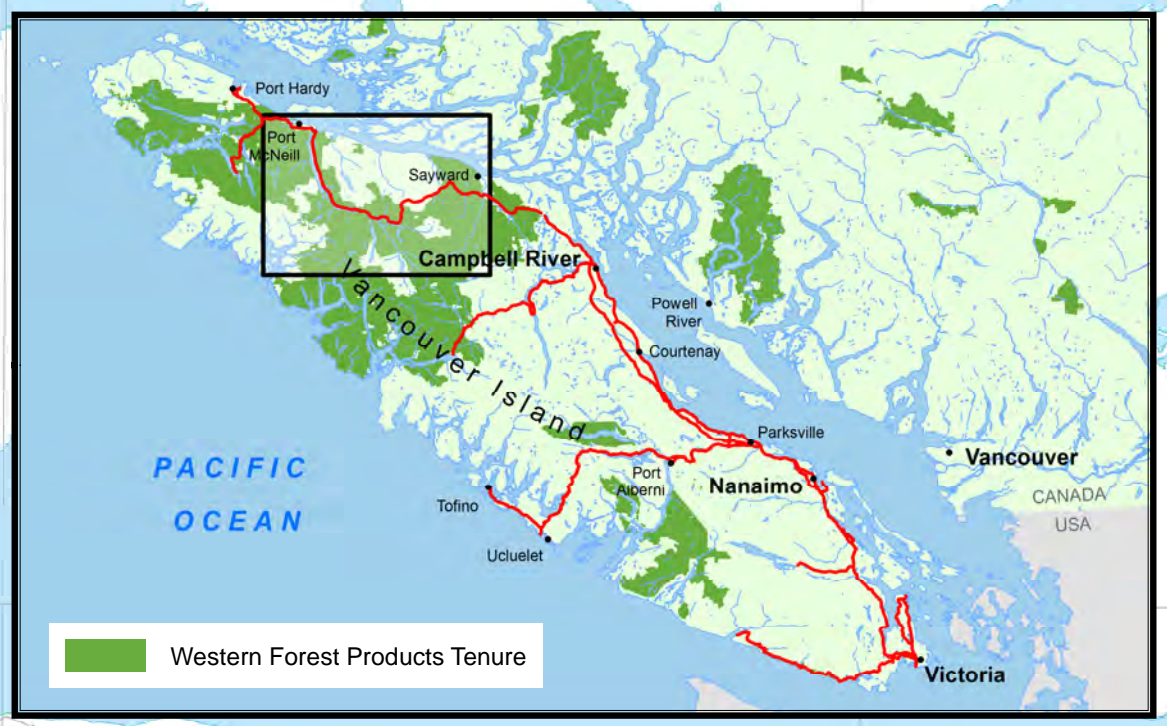 Port Hardy
Port
McNeill
Sayward
Campbell River
Vancouver Island
Powell
River
Courtenay
Parksville
PACIFIC
OCEAN
Port
Alberni
Nanaimo
Vancouver
CANADA
USA
Tofino
Ucluelet
Western Forest Products Tenure
Victoria